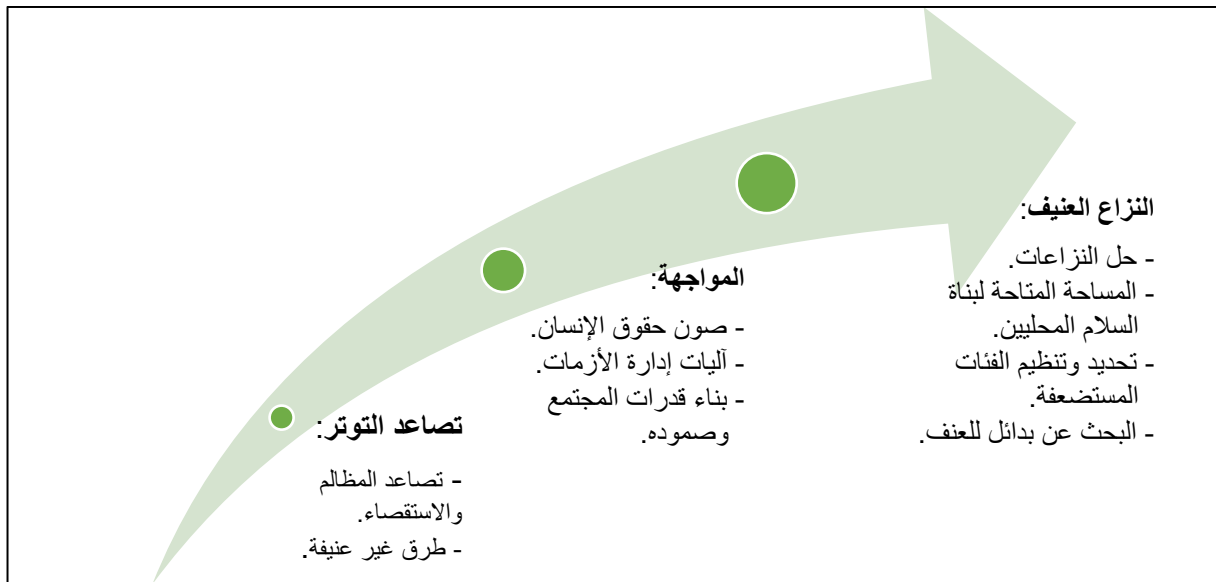 النزاع العنيف:
- حل النزاعات.
- المساحة المتاحة لبناة
السلام المحليين.
- تحديد وتنظيم الفئات
المستضعفة.
- البحث عن بدائل للعنف.
المواجهة:
- صون حقوق الإنسان.
- آليات إدارة الأزمات.
- بناء قدرات المجتمع
وصموده.
تصاعد التوتر:
- تصاعد المظالم
والاستقصاء.
- طرق غير عنيفة.